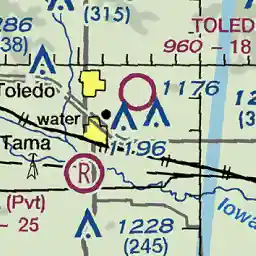 286
(315)
TOLED
38)
960 - 18
Toledo
1176
12
(3
water
Tama
1196
R
(Pvt)
- 25
1228
(245)
Iowa